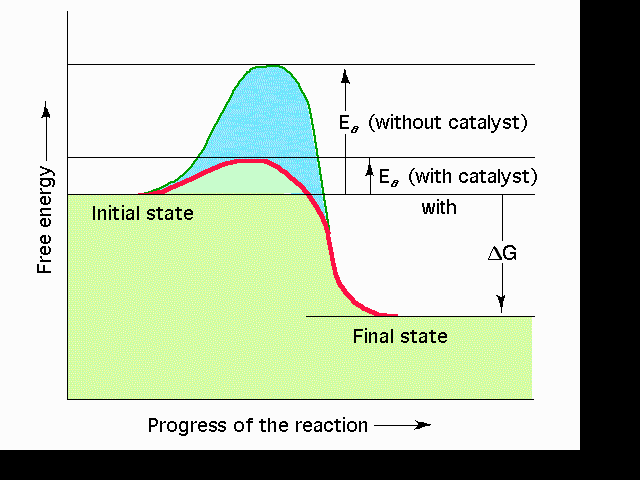 Eₐ (without catalyst)
Eₐ (with catalyst)
with
Initial state
Free energy
ΔG
Final state
Progress of the reaction